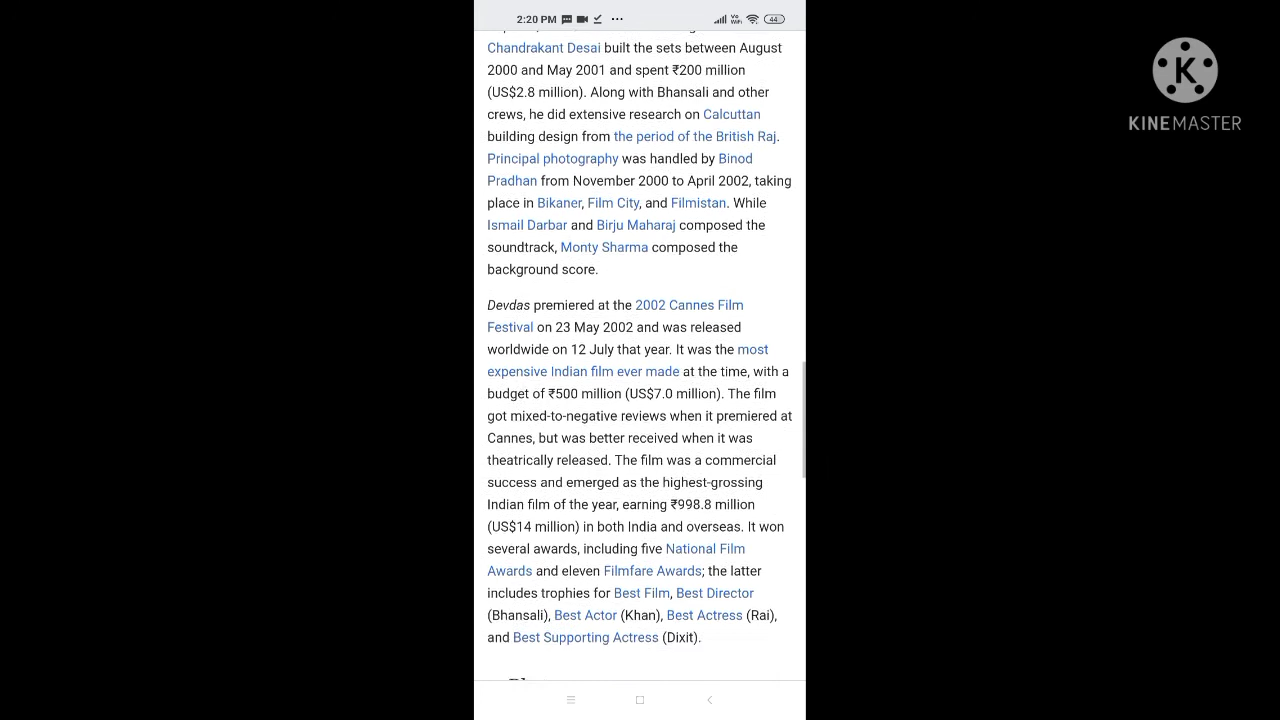 2:20 PM
Vo
WiFi
44
Chandrakant Desai built the sets between August
2000 and May 2001 and spent ₹200 million
(US$2.8 million). Along with Bhansali and other
crews, he did extensive research on Calcuttan
building design from the period of the British Raj.
Principal photography was handled by Binod
Pradhan from November 2000 to April 2002, taking
place in Bikaner, Film City, and Filmistan. While
Ismail Darbar and Birju Maharaj composed the
soundtrack, Monty Sharma composed the
background score.
Devdas premiered at the 2002 Cannes Film
Festival on 23 May 2002 and was released
worldwide on 12 July that year. It was the most
expensive Indian film ever made at the time, with a
budget of ₹500 million (US$7.0 million). The film
got mixed-to-negative reviews when it premiered at
Cannes, but was better received when it was
theatrically released. The film was a commercial
success and emerged as the highest-grossing
Indian film of the year, earning ₹998.8 million
(US$14 million) in both India and overseas. It won
several awards, including five National Film
Awards and eleven Filmfare Awards; the latter
includes trophies for Best Film, Best Director
(Bhansali), Best Actor (Khan), Best Actress (Rai),
and Best Supporting Actress (Dixit).
K
KINEMASTER